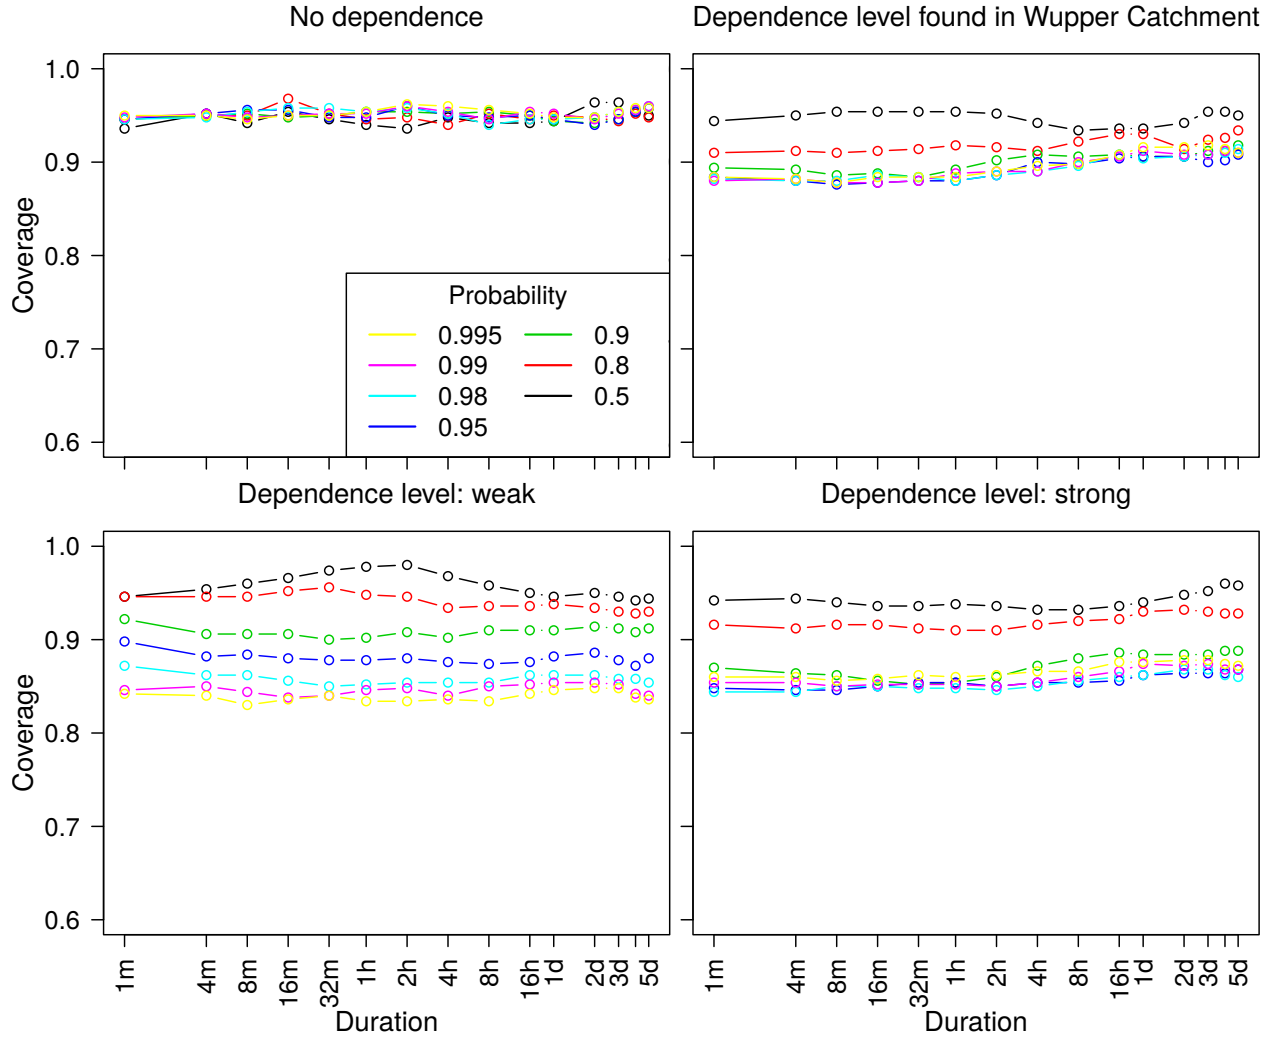 No dependence
Dependence level found in Wupper Catchment
Coverage
1.0
0.9
0.8
0.7
0.6
Probability
0.995
0.99
0.98
0.95
0.9
0.8
0.5
Dependence level: weak
Dependence level: strong
Coverage
1.0
0.9
0.8
0.7
0.6
1m 4m 8m 16m 32m 1h 2h 4h 8h 16h 1d 2d 3d 5d
Duration
1m 4m 8m 16m 32m 1h 2h 4h 8h 16h 1d 2d 3d 5d
Duration